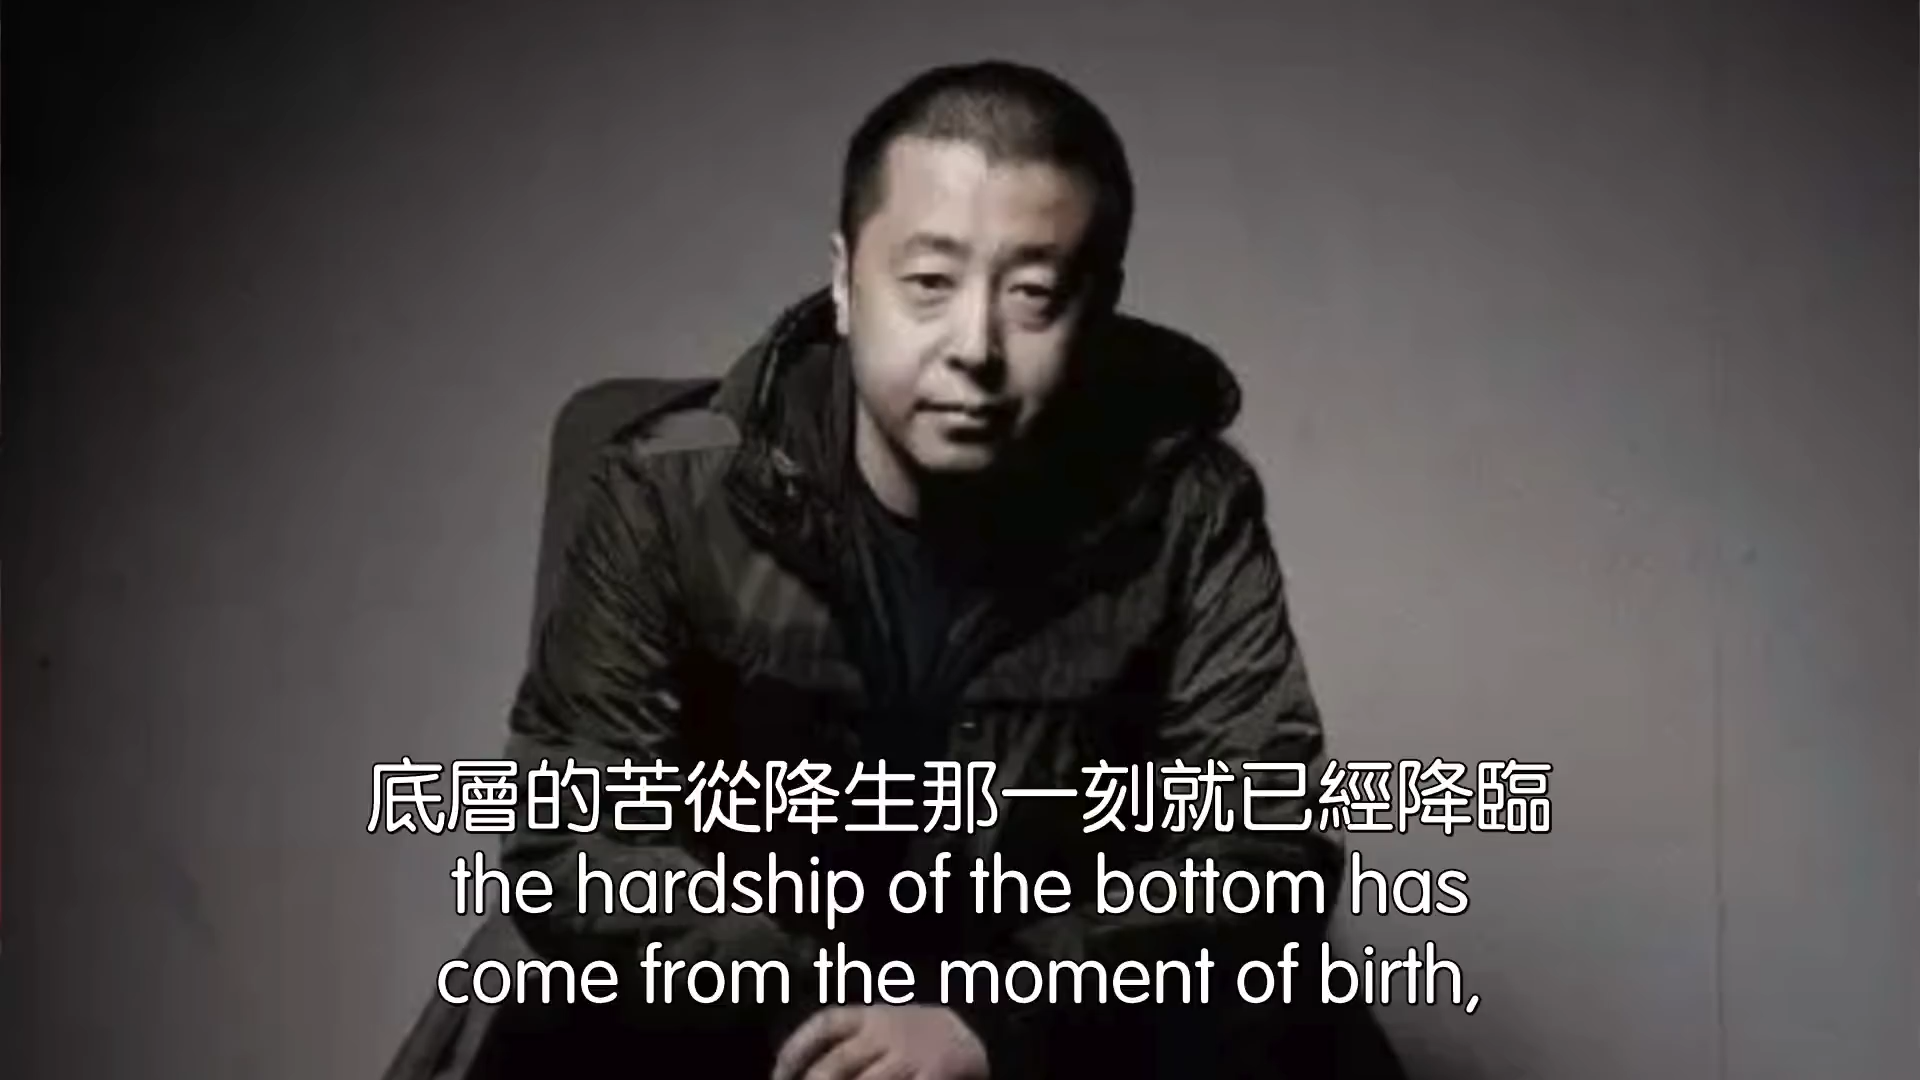 底層的苦從降生那一刻就已經降臨
the hardship of the bottom has
come from the moment of birth,